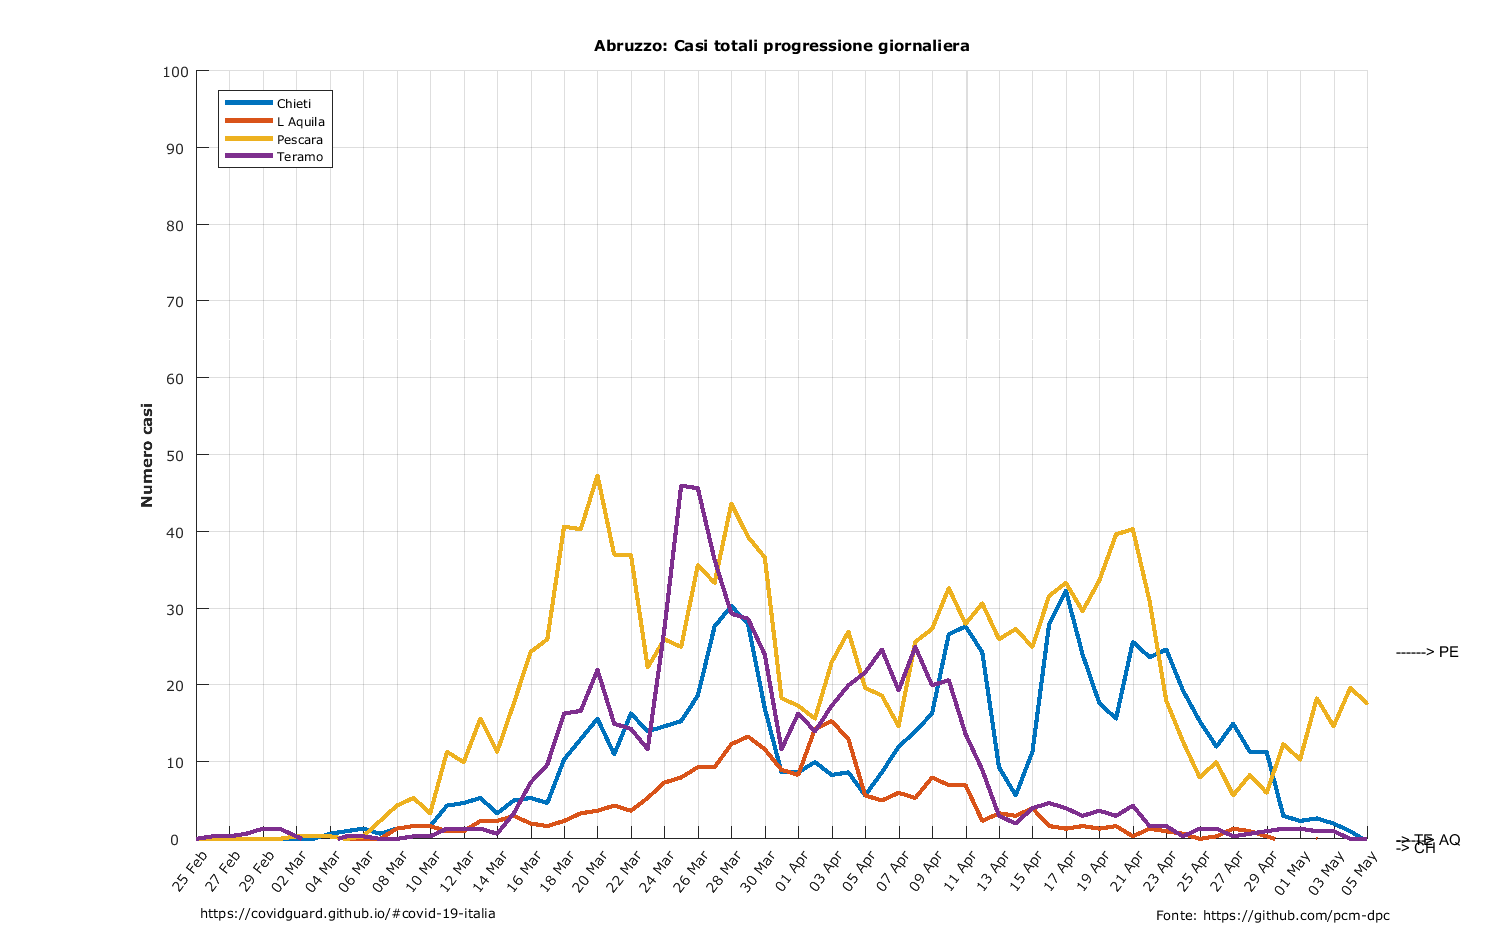 Abruzzo: Casi totali progressione giornaliera
100
90
80
70
60
50
40
30
20
10
0
Numero casi
Chieti
L Aquila
Pescara
Teramo
------> PE
-> TE
AQ
-> CH
25 Feb
27 Feb
29 Feb
02 Mar
04 Mar
06 Mar
08 Mar
10 Mar
12 Mar
14 Mar
16 Mar
18 Mar
20 Mar
22 Mar
24 Mar
26 Mar
28 Mar
30 Mar
01 Apr
03 Apr
05 Apr
07 Apr
09 Apr
11 Apr
13 Apr
15 Apr
17 Apr
19 Apr
21 Apr
23 Apr
25 Apr
27 Apr
29 Apr
01 May
03 May
05 May
https://covidguard.github.io/#covid-19-italia
Fonte: https://github.com/pcm-dpc